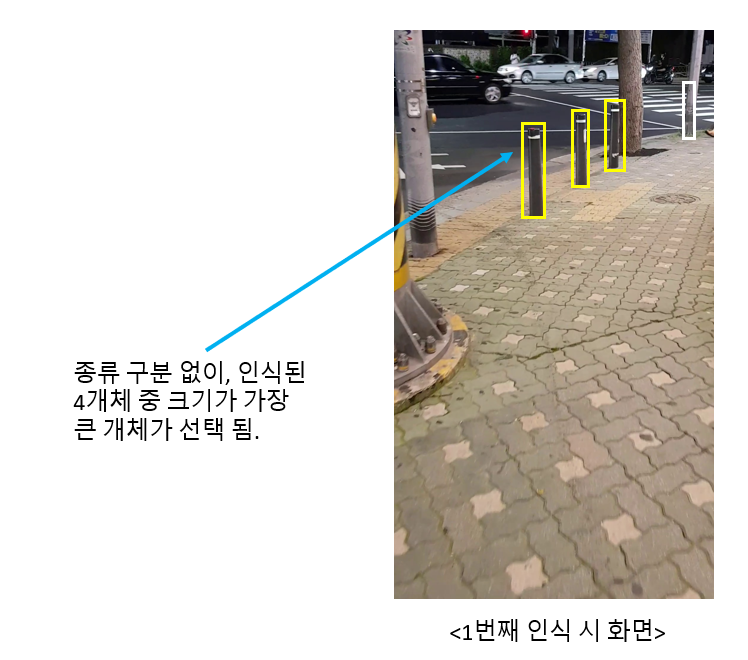 종류 구분 없이, 인식된
4개체 중 크기가 가장
큰 개체가 선택 됨.
<1번째 인식 시 화면>